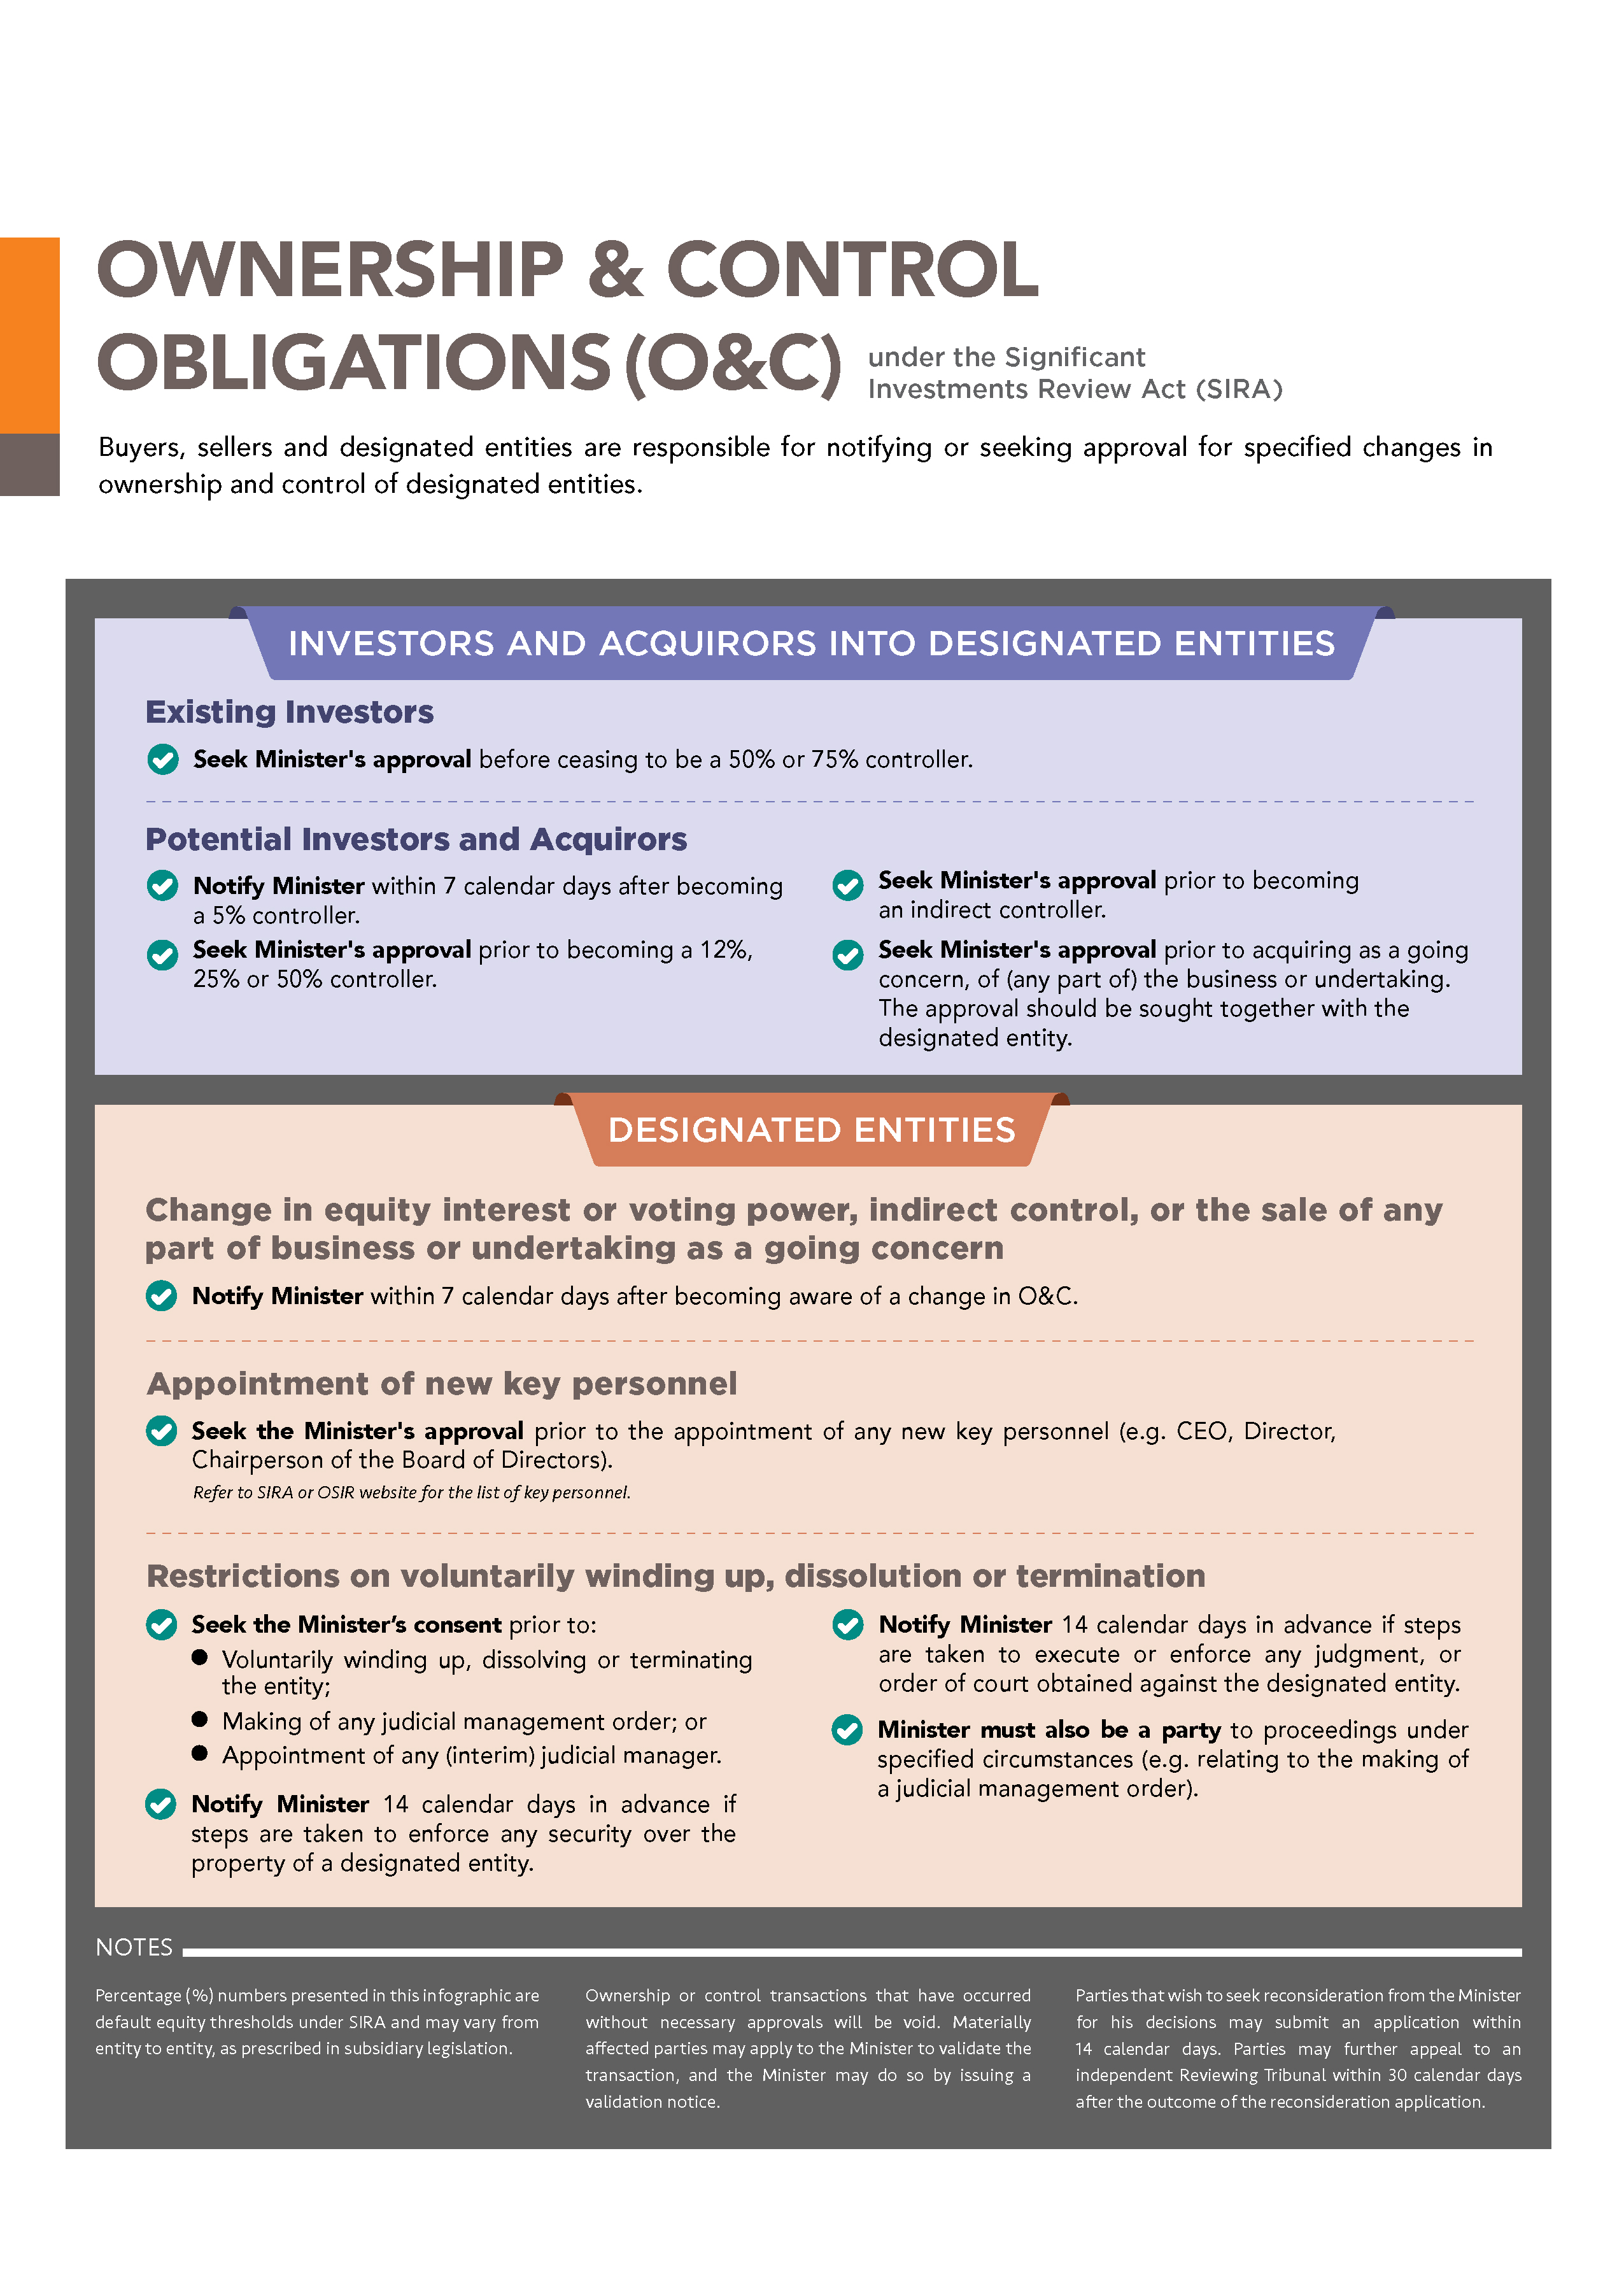 OWNERSHIP & CONTROL
OBLIGATIONS (O&C)
under the Significant
Investments Review Act (SIRA)
Buyers, sellers and designated entities are responsible for notifying or seeking approval for specified changes in
ownership and control of designated entities.
INVESTORS AND ACQUIRORS INTO DESIGNATED ENTITIES
Existing Investors
Seek Minister's approval before ceasing to be a 50% or 75% controller.
Potential Investors and Acquirors
Notify Minister within 7 calendar days after becoming
a 5% controller.
Seek Minister's approval prior to becoming a 12%,
25% or 50% controller.
Seek Minister's approval prior to becoming
an indirect controller.
Seek Minister's approval prior to acquiring as a going
concern, of (any part of) the business or undertaking.
The approval should be sought together with the
designated entity.
DESIGNATED ENTITIES
Change in equity interest or voting power, indirect control, or the sale of any
part of business or undertaking as a going concern
Notify Minister within 7 calendar days after becoming aware of a change in O&C.
Appointment of new key personnel
Seek the Minister's approval prior to the appointment of any new key personnel (e.g. CEO, Director,
Chairperson of the Board of Directors).
Refer to SIRA or OSIR website for the list of key personnel.
Restrictions on voluntarily winding up, dissolution or termination
Seek the Minister’s consent prior to:
● Voluntarily winding up, dissolving or terminating
the entity;
● Making of any judicial management order; or
● Appointment of any (interim) judicial manager.
Notify Minister 14 calendar days in advance if
steps are taken to enforce any security over the
property of a designated entity.
Notify Minister 14 calendar days in advance if steps
are taken to execute or enforce any judgment, or
order of court obtained against the designated entity.
Minister must also be a party to proceedings under
specified circumstances (e.g. relating to the making of
a judicial management order).
NOTES
Percentage (%) numbers presented in this infographic are
default equity thresholds under SIRA and may vary from
entity to entity, as prescribed in subsidiary legislation.
Ownership or control transactions that have occurred
without necessary approvals will be void. Materially
affected parties may apply to the Minister to validate the
transaction, and the Minister may do so by issuing a
validation notice.
Parties that wish to seek reconsideration from the Minister
for his decisions may submit an application within
14 calendar days. Parties may further appeal to an
independent Reviewing Tribunal within 30 calendar days
after the outcome of the reconsideration application.